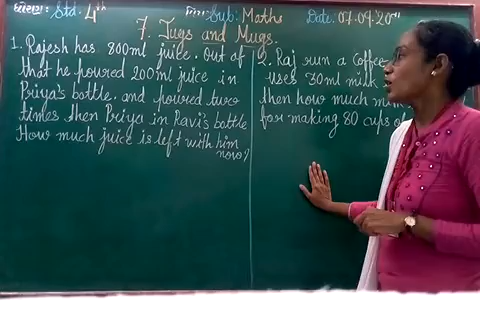 ધોરણ: Std. 4th Sub. Maths Date. 07.09.20
7. Jugs and Mugs.
1. Rajesh has 800ml juice. Out of
that he poured 200ml juice in
Priya's bottle. and poured two
times then Priya in Ravi's bottle
How much juice is left with him
now?
2. Raj run a Coffee
uses 30ml milk
then how much
for making 80 cups of